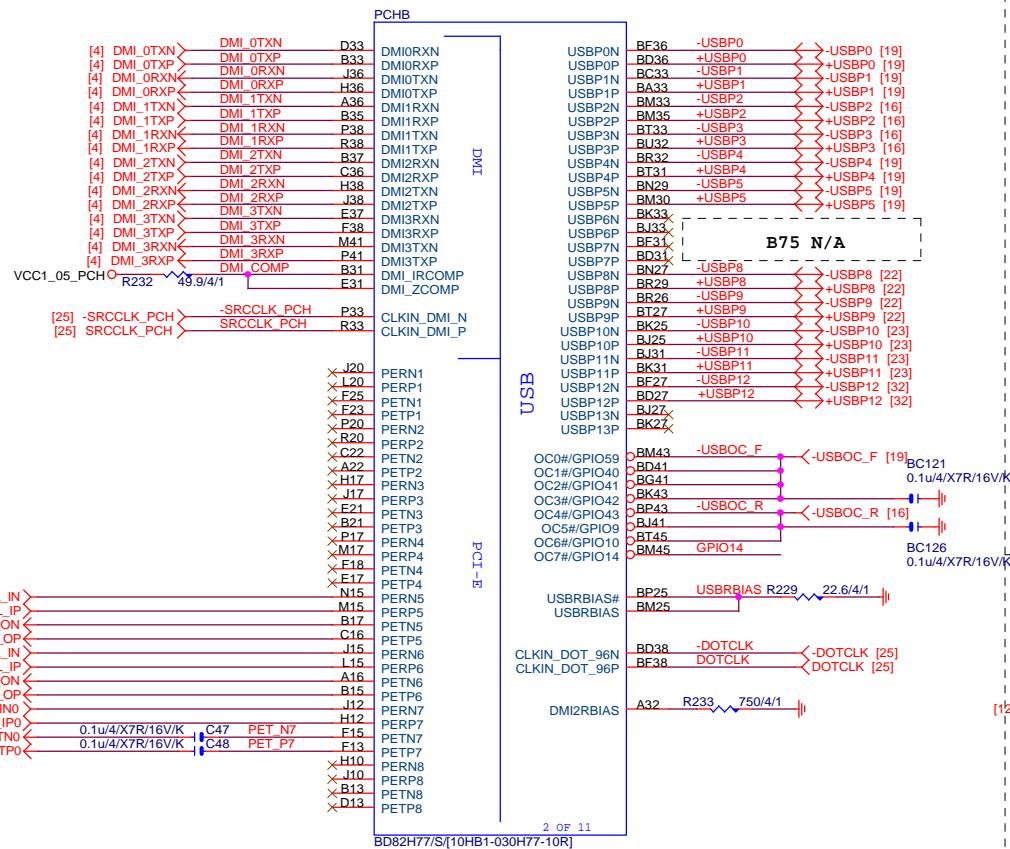 PCHB
[4] DMI_0TXN DMI_0TXN D33 DMI0RXN USBP0N BF36 -USBP0 -USBP0 [19]
[4] DMI_0TXP DMI_0TXP B33 DMI0RXP USBP0P BD36 +USBP0 +USBP0 [19]
[4] DMI_0RXN DMI_0RXN J36 DMI0TXN USBP1N BC33 -USBP1 -USBP1 [19]
[4] DMI_0RXP DMI_0RXP H36 DMI0TXP USBP1P BA33 +USBP1 +USBP1 [19]
[4] DMI_1TXN DMI_1TXN A36 DMI1RXN USBP2N BM33 -USBP2 -USBP2 [16]
[4] DMI_1TXP DMI_1TXP B35 DMI1RXP USBP2P BM35 +USBP2 +USBP2 [16]
[4] DMI_1RXN DMI_1RXN P38 DMI1TXN USBP3N BT33 -USBP3 -USBP3 [16]
[4] DMI_1RXP DMI_1RXP R38 DMI1TXP USBP3P BU32 +USBP3 +USBP3 [16]
[4] DMI_2TXN DMI_2TXN B37 DMI2RXN USBP4N BR32 -USBP4 -USBP4 [19]
[4] DMI_2TXP DMI_2TXP C36 DMI2RXP USBP4P BT31 +USBP4 +USBP4 [19]
[4] DMI_2RXN DMI_2RXN H38 DMI2TXN USBP5N BN29 -USBP5 -USBP5 [19]
[4] DMI_2RXP DMI_2RXP J38 DMI2TXP USBP5P BM30 +USBP5 +USBP5 [19]
[4] DMI_3TXN DMI_3TXN E37 DMI3RXN USBP6N BK33
[4] DMI_3TXP DMI_3TXP F38 DMI3RXP USBP6P BJ33
[4] DMI_3RXN DMI_3RXN M41 DMI3TXN USBP7N BF31
[4] DMI_3RXP DMI_3RXP P41 DMI3TXP USBP7P BD31
DMI
B75 N/A
VCC1_05_PCH R232 49.9/4/1 DMI_COMP B31 DMI_IRCOMP USBP8N BN27 -USBP8 -USBP8 [22]
E31 DMI_ZCOMP USBP8P BR29 +USBP8 +USBP8 [22]
USBP9N BR26 -USBP9 -USBP9 [22]
[25] -SRCCLK_PCH -SRCCLK_PCH P33 CLKIN_DMI_N USBP9P BT27 +USBP9 +USBP9 [22]
[25] SRCCLK_PCH SRCCLK_PCH R33 CLKIN_DMI_P USBP10N BK25 -USBP10 -USBP10 [23]
USBP10P BJ25 +USBP10 +USBP10 [23]
USBP11N BJ31 -USBP11 -USBP11 [23]
J20 PERN1 USBP11P BK31 +USBP11 +USBP11 [23]
L20 PERP1 USBP12N BF27 -USBP12 -USBP12 [32]
F25 PETN1 USBP12P BD27 +USBP12 +USBP12 [32]
F23 PETP1 USBP13N BJ27
P20 PERN2 USBP13P BK27
USB
R20 PERP2
C22 PETN2 OC0#/GPIO59 BM43 -USBOC_F -USBOC_F [19]
A22 PETP2 OC1#/GPIO40 BD41
H17 PERN3 OC2#/GPIO41 BG41
J17 PERP3 OC3#/GPIO42 BK43
BC121
0.1u/4/X7R/16V/K
E21 PETN3 OC4#/GPIO43 BP43 -USBOC_R -USBOC_R [16]
B21 PETP3 OC5#/GPIO9 BJ41
P17 PERN4 OC6#/GPIO10 BT45
M17 PERP4 OC7#/GPIO14 BM45 GPIO14
BC126
0.1u/4/X7R/16V/K
F18 PETN4
E17 PETP4
PCI-E
_IN N15 PERN5 USBRBIAS# BP25 USBRBIAS R229 22.6/4/1
_IP M15 PERP5 USBRBIAS BM25
ON B17 PETN5
_OP C16 PETP5
_IN J15 PERN6 CLKIN_DOT_96N BD38 -DOTCLK -DOTCLK [25]
_IP L15 PERP6 CLKIN_DOT_96P BF38 DOTCLK DOTCLK [25]
ON A16 PETN6
_OP B15 PETP6
IN0 J12 PERN7 DMI2RBIAS A32 R233 750/4/1 [12
IP0 H12 PERP7
TN0 0.1u/4/X7R/16V/K C47 PET_N7 F15 PETN7
TP0 0.1u/4/X7R/16V/K C48 PET_P7 F13 PETP7
H10 PERN8
J10 PERP8
B13 PETN8
D13 PETP8
2 OF 11
BD82H77/S/[10HB1-030H77-10R]